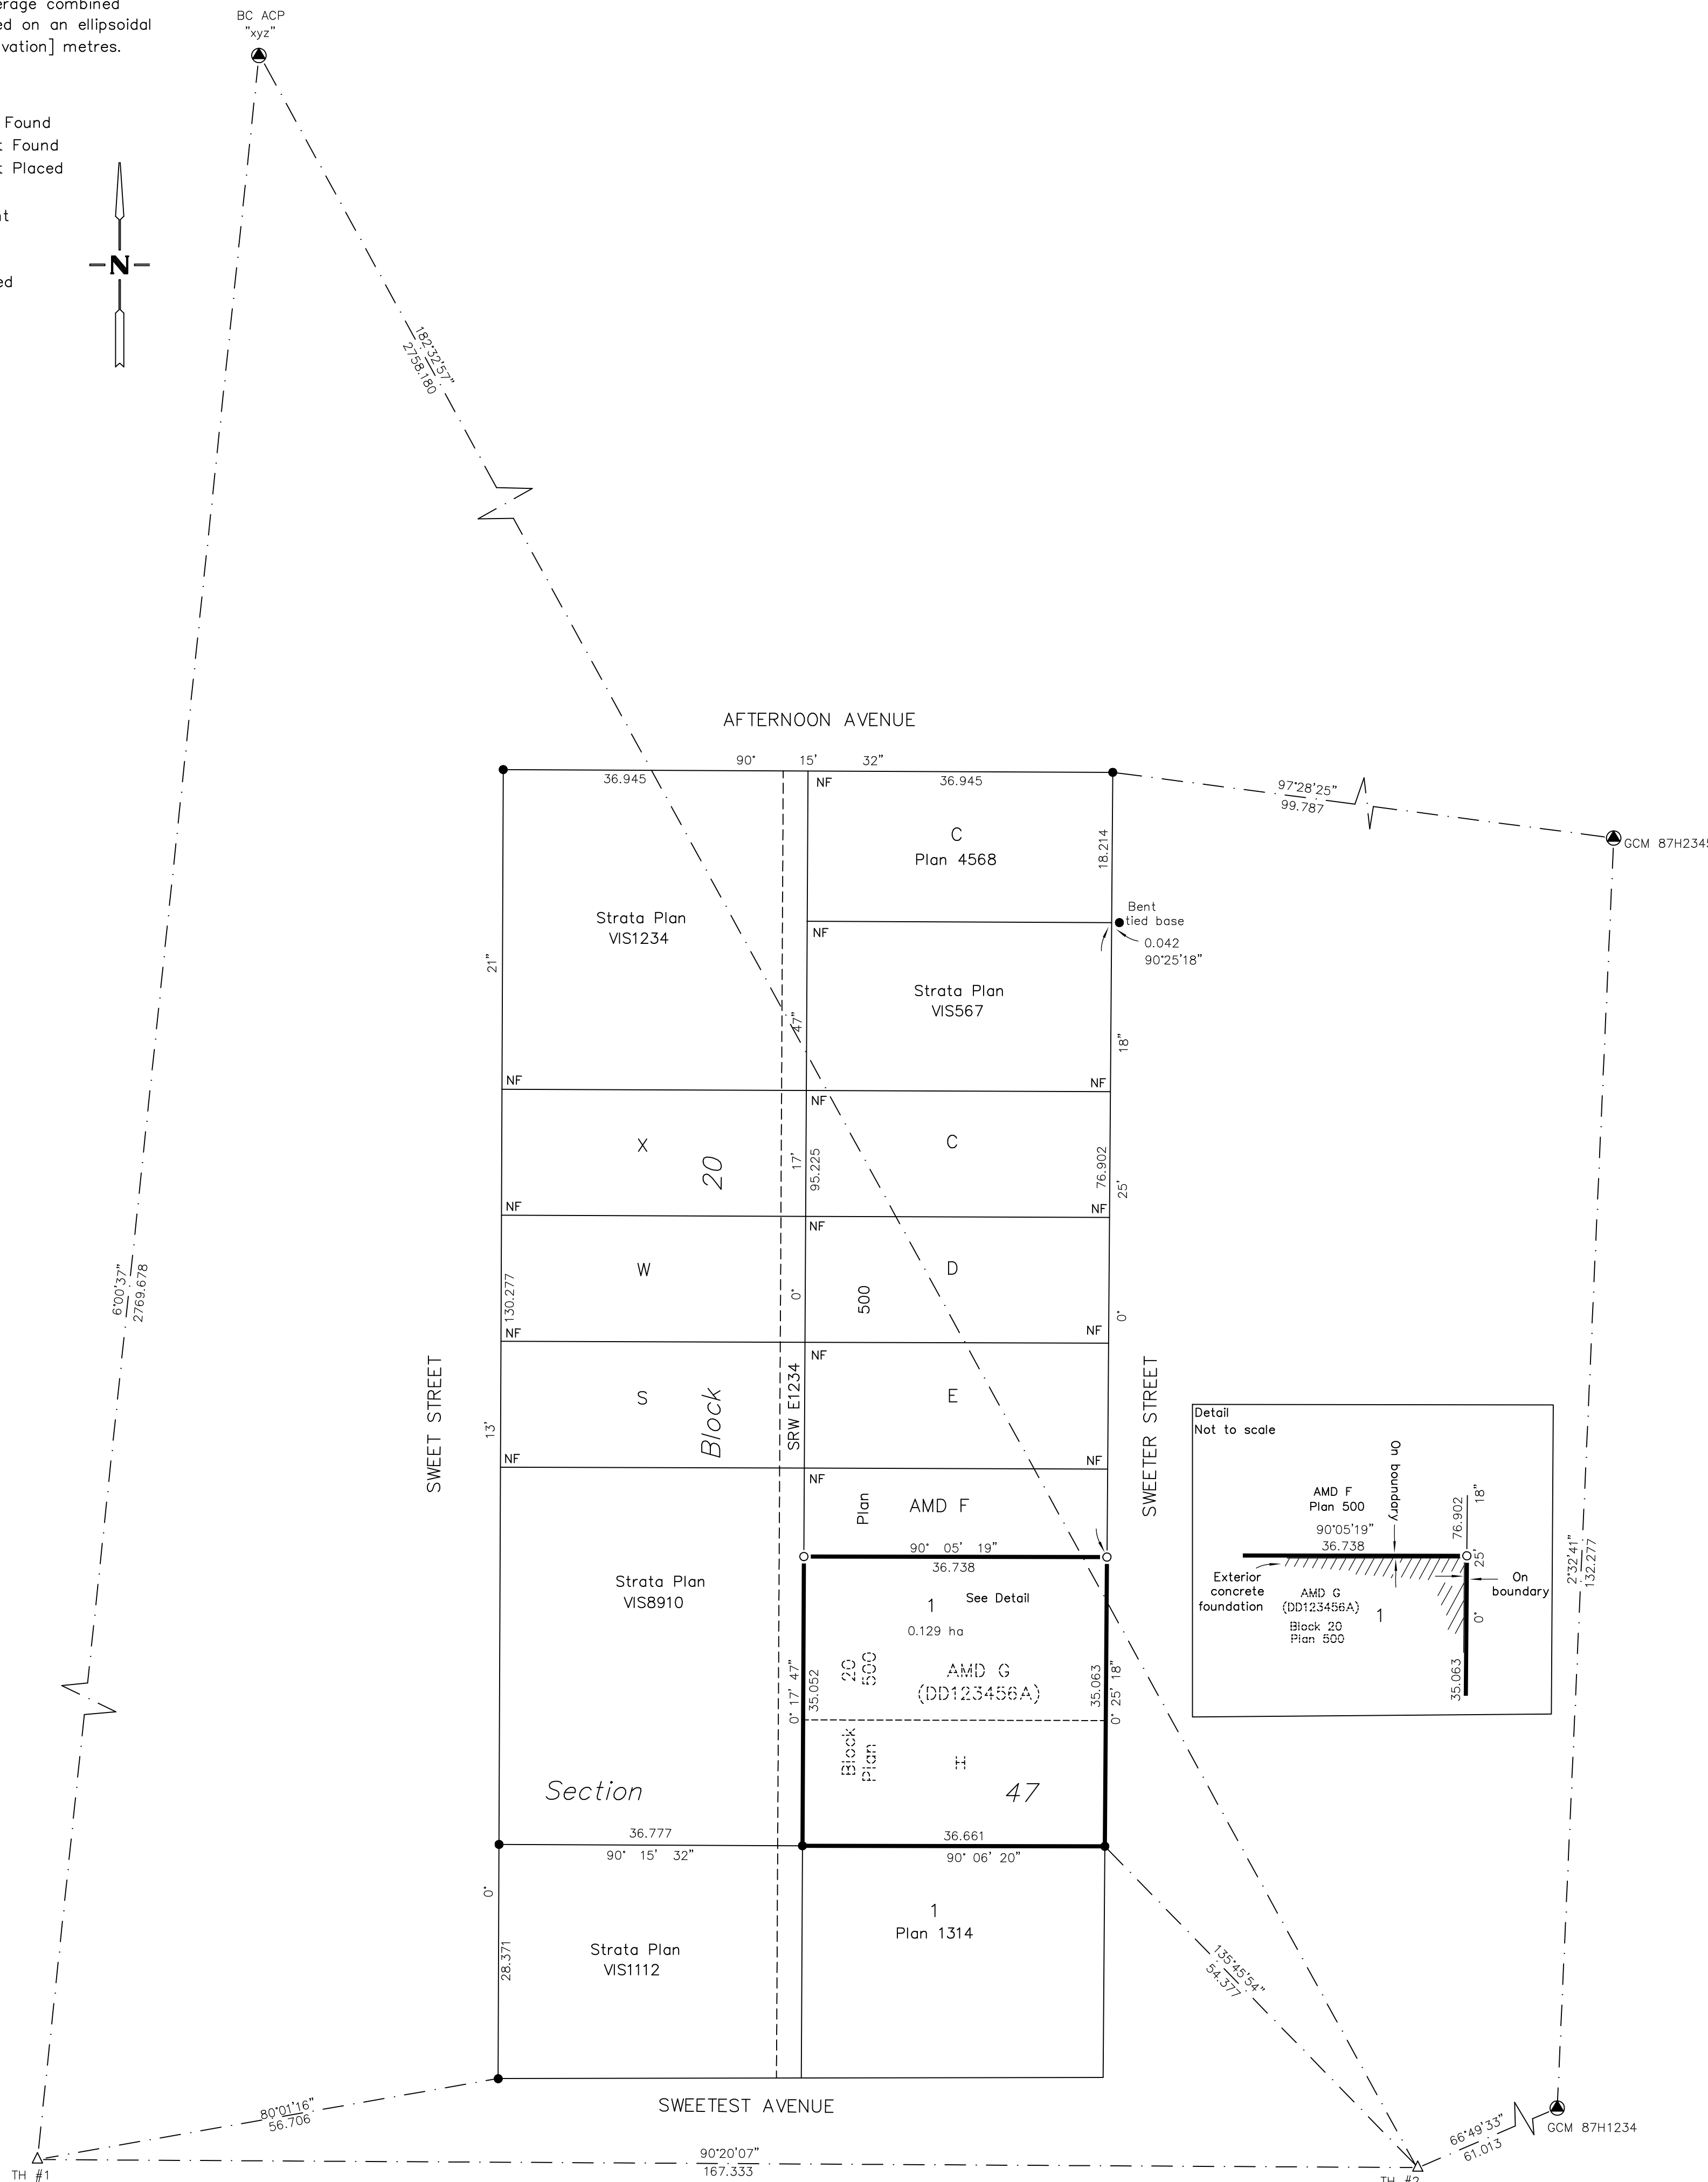 erage combined
ed on an ellipsoidal
vation] metres.
BC ACP
"xyz"
Found
t Found
t Placed
nt
ed
N
182°32'57"
2758.180
AFTERNOON AVENUE
90° 15' 32"
36.945
NF
36.945
97°28'25"
99.787
C
Plan 4568
18.214
GCM 87H2345
Strata Plan
VIS1234
Bent
tied base
0.042
90°25'18"
NF
21"
Strata Plan
VIS567
47"
18"
NF
NF
NF
X
20
17'
95.225
C
76.902
25'
NF
NF
NF
6°00'37"
2769.678
W
130.277
0°
500
D
0°
NF
NF
NF
SWEET STREET
S
Block
SRW E1234
E
SWEETER STREET
13'
NF
NF
NF
Plan
AMD F
90° 05' 19"
36.738
Strata Plan
VIS8910
1
See Detail
0.129 ha
0° 17' 47"
35.052
20
500
AMD G
(DD123456A)
35.063
0° 25' 18"
Block
Plan
H
Section
47
36.777
90° 15' 32"
36.661
90° 06' 20"
Detail
Not to scale
On boundary
AMD F
Plan 500
90°05'19"
36.738
76.902
18"
25'
Exterior
concrete
foundation
AMD G
(DD123456A)
1
Block 20
Plan 500
On
boundary
0°
35.063
2°32'41"
132.277
0°
1
Plan 1314
28.371
Strata Plan
VIS1112
135°45'54"
54.377
80°01'16"
56.706
SWEETEST AVENUE
66°49'33"
61.013
GCM 87H1234
90°20'07"
167.333
TH #1
TH #2